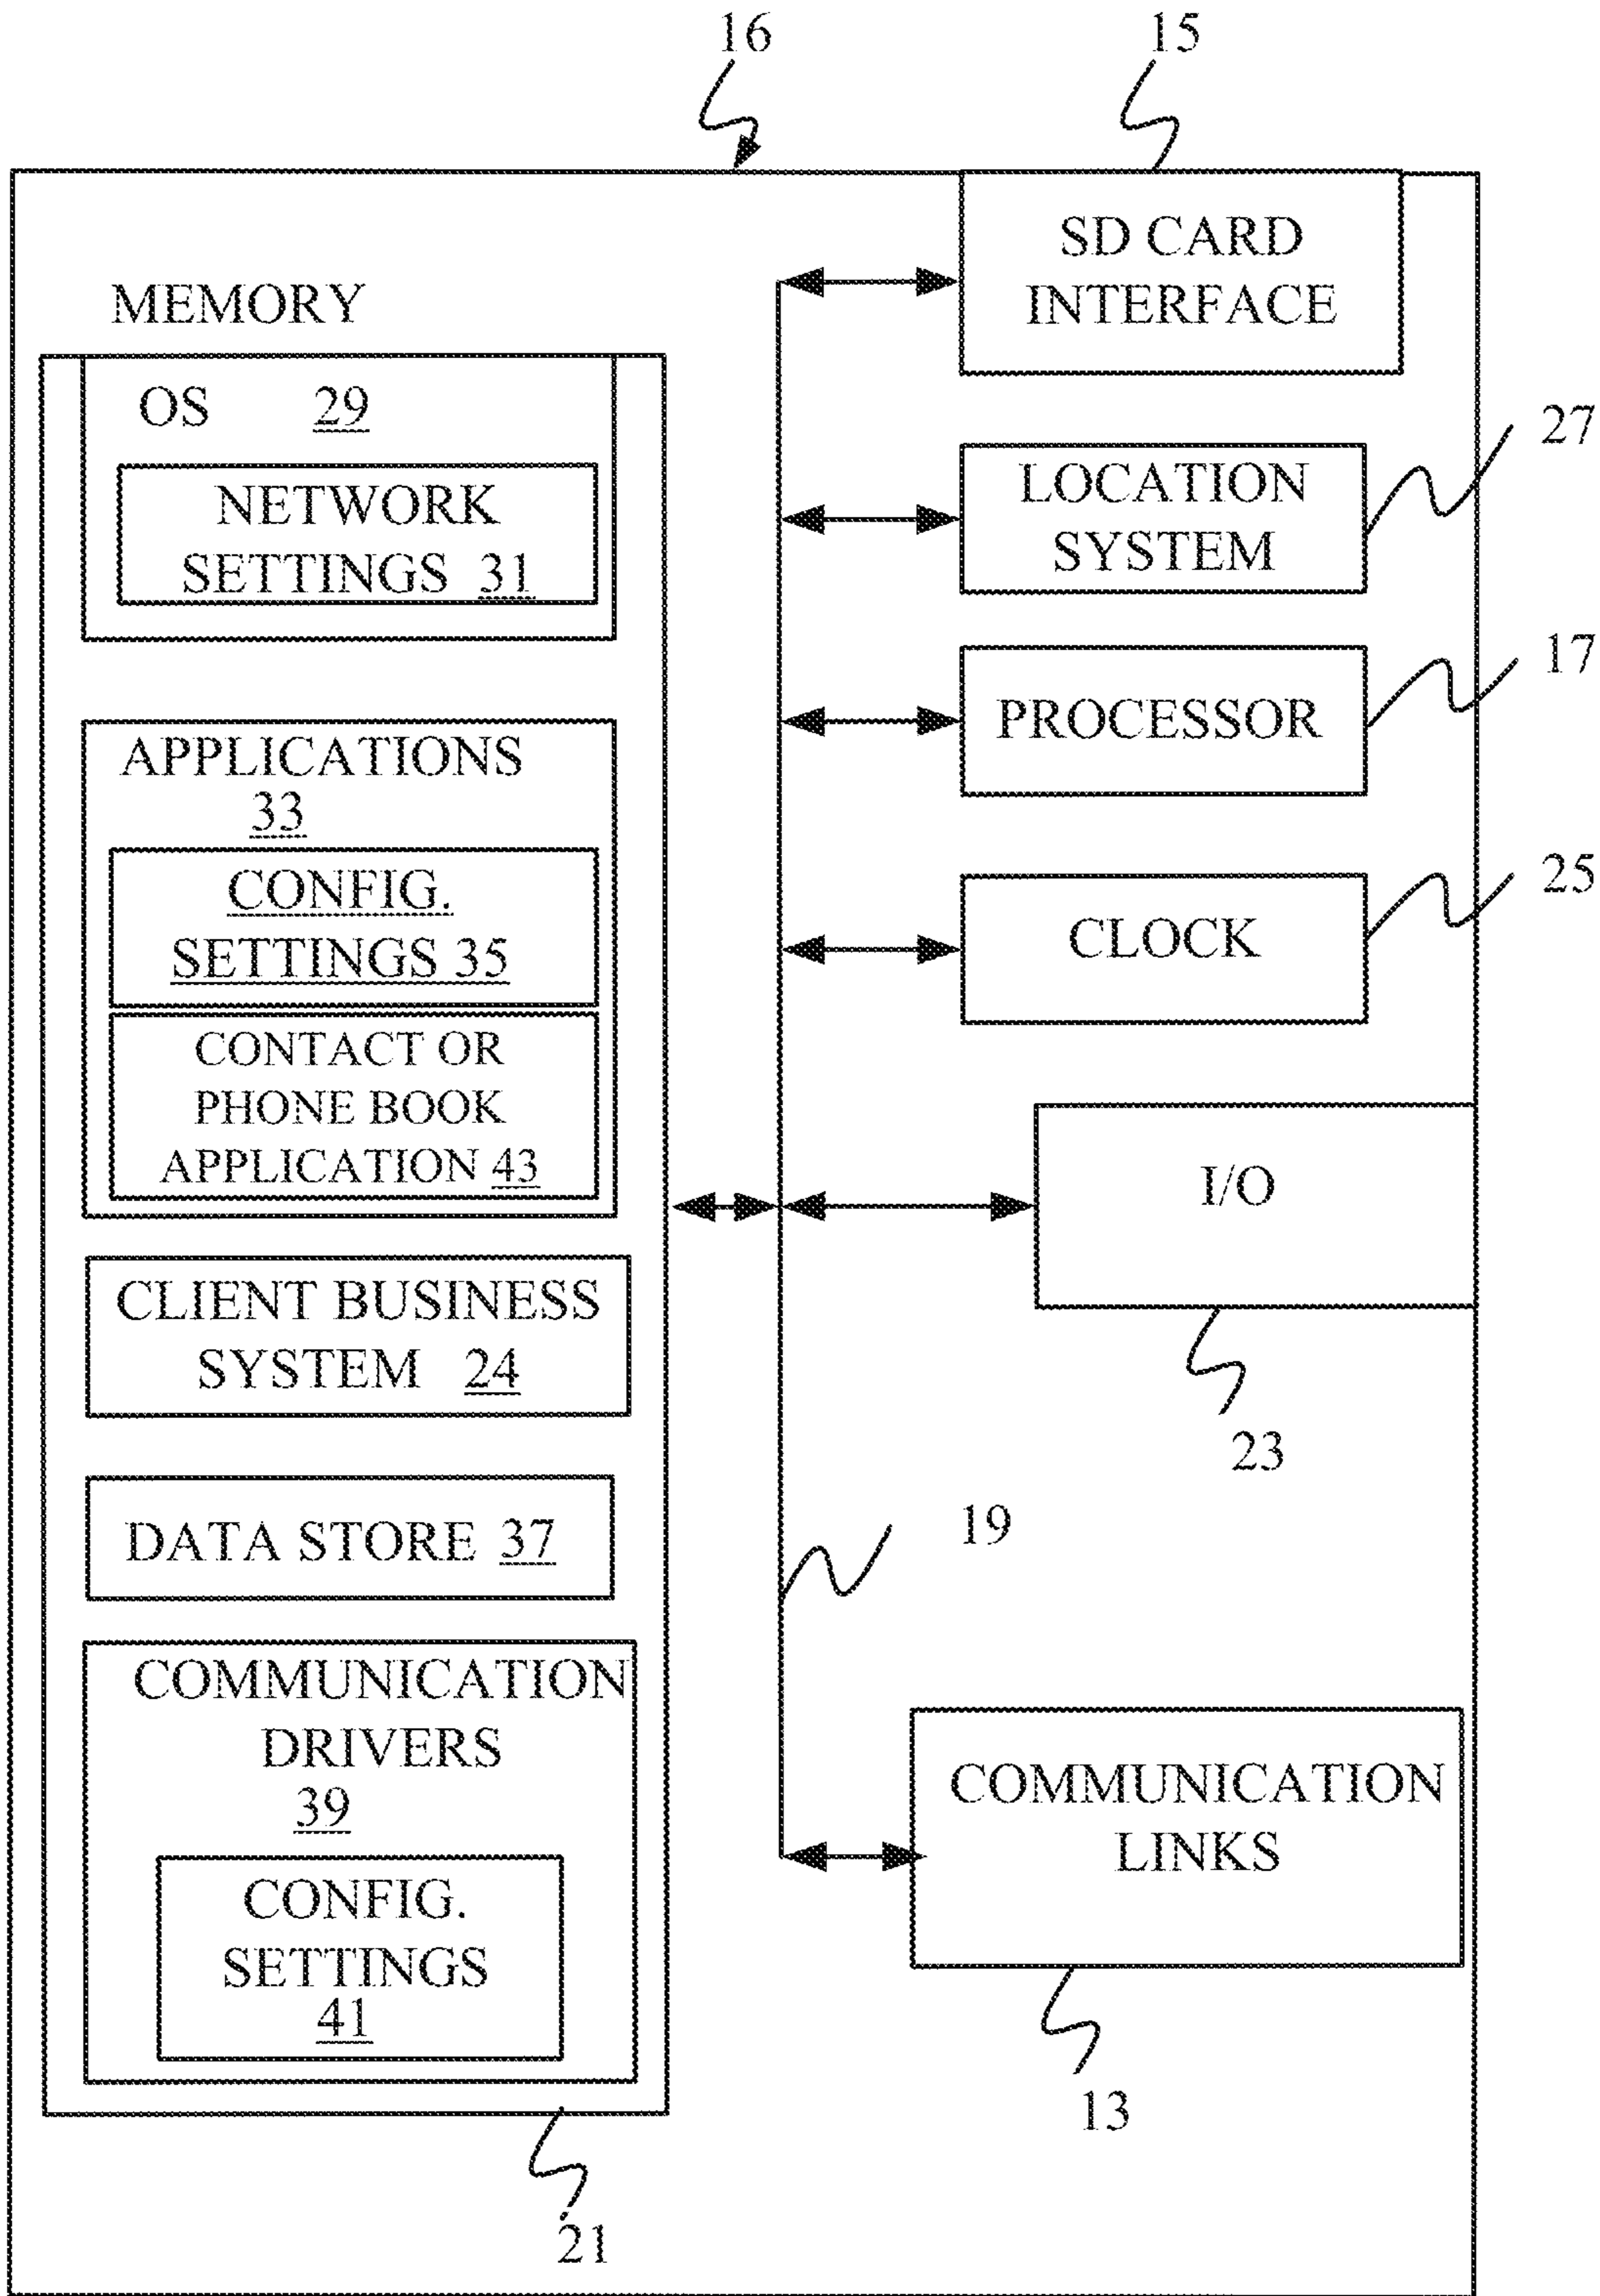 16
15
SD CARD
INTERFACE
MEMORY
OS 29
NETWORK
SETTINGS 31
27
LOCATION
SYSTEM
17
PROCESSOR
APPLICATIONS
33
CONFIG.
SETTINGS 35
25
CLOCK
CONTACT OR
PHONE BOOK
APPLICATION 43
I/O
CLIENT BUSINESS
SYSTEM 24
23
DATA STORE 37
19
COMMUNICATION
DRIVERS
39
CONFIG.
SETTINGS
41
COMMUNICATION
LINKS
13
21